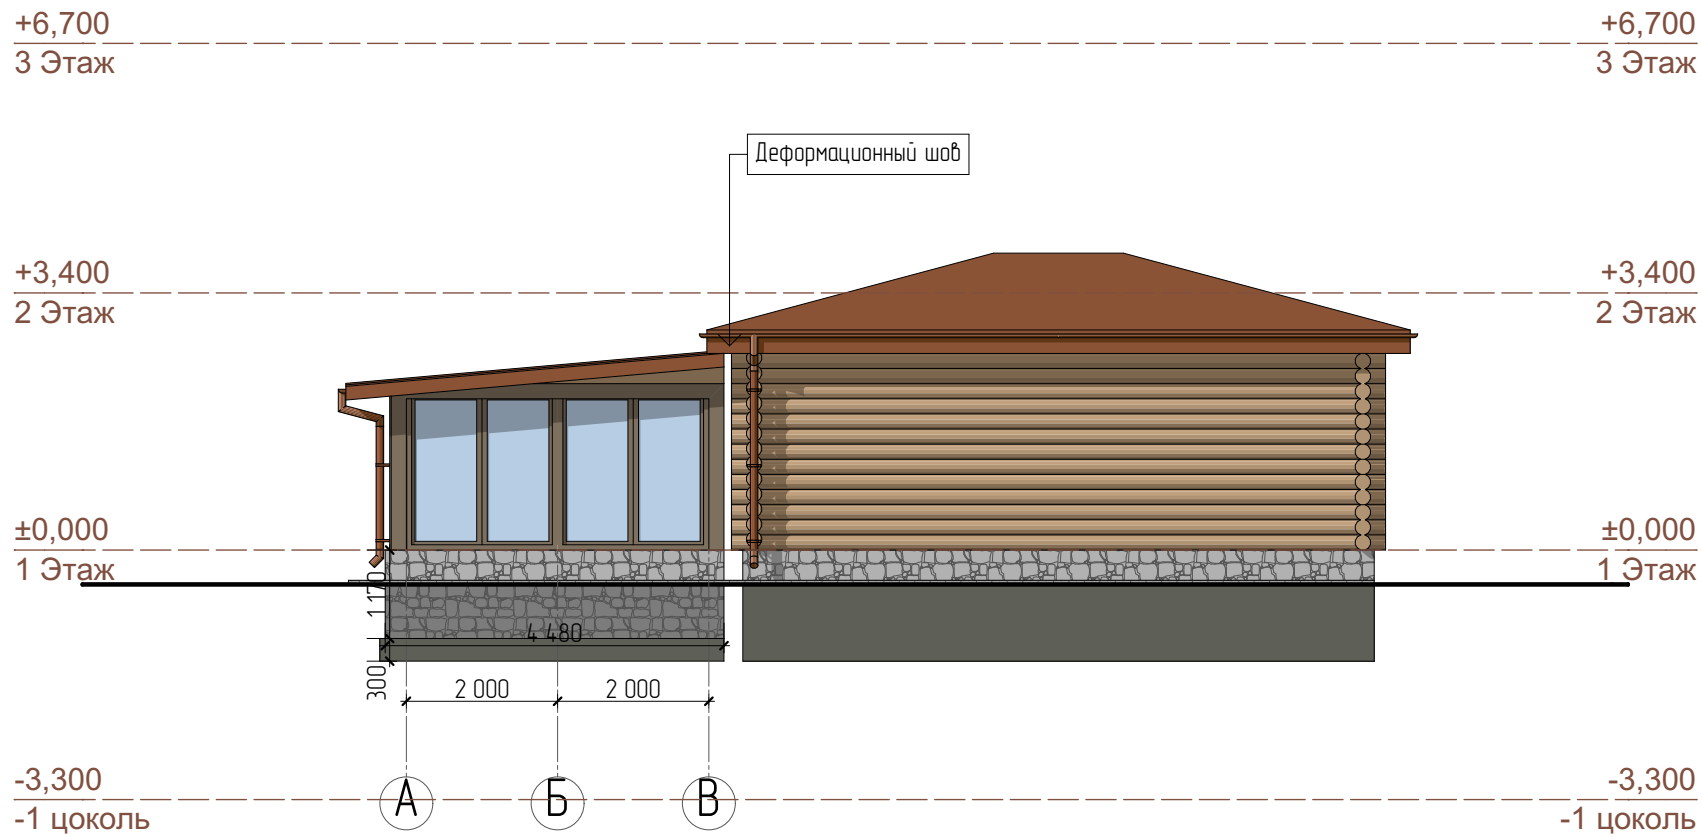 +6,700
+6,700
3 Этаж
3 Этаж
Деформационный шов
+3,400
+3,400
2 Этаж
2 Этаж
±0,000
±0,000
1 Этаж
1 Этаж
1 170
4 480
300
2 000
2 000
-3,300
-3,300
А
Б
В
-1 цоколь
-1 цоколь